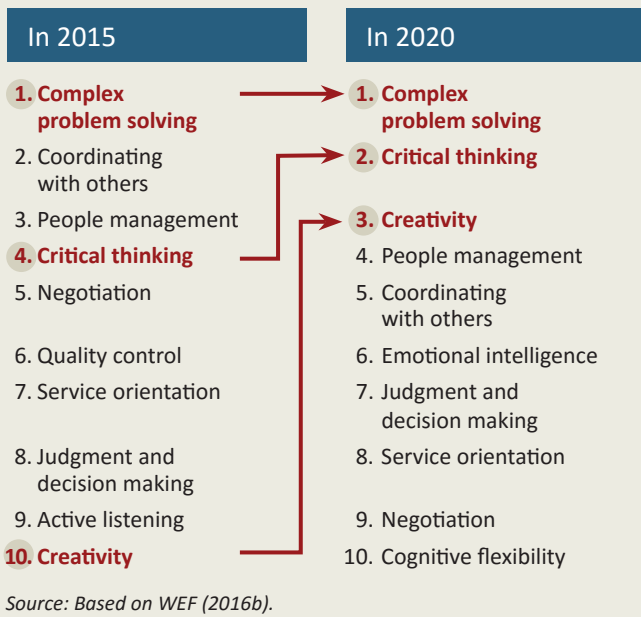 In 2015
1. Complex
problem solving
2. Coordinating
with others
3. People management
4. Critical thinking
5. Negotiation
6. Quality control
7. Service orientation
8. Judgment and
decision making
9. Active listening
10. Creativity
In 2020
1. Complex
problem solving
2. Critical thinking
3. Creativity
4. People management
5. Coordinating
with others
6. Emotional intelligence
7. Judgment and
decision making
8. Service orientation
9. Negotiation
10. Cognitive flexibility
Source: Based on WEF (2016b).